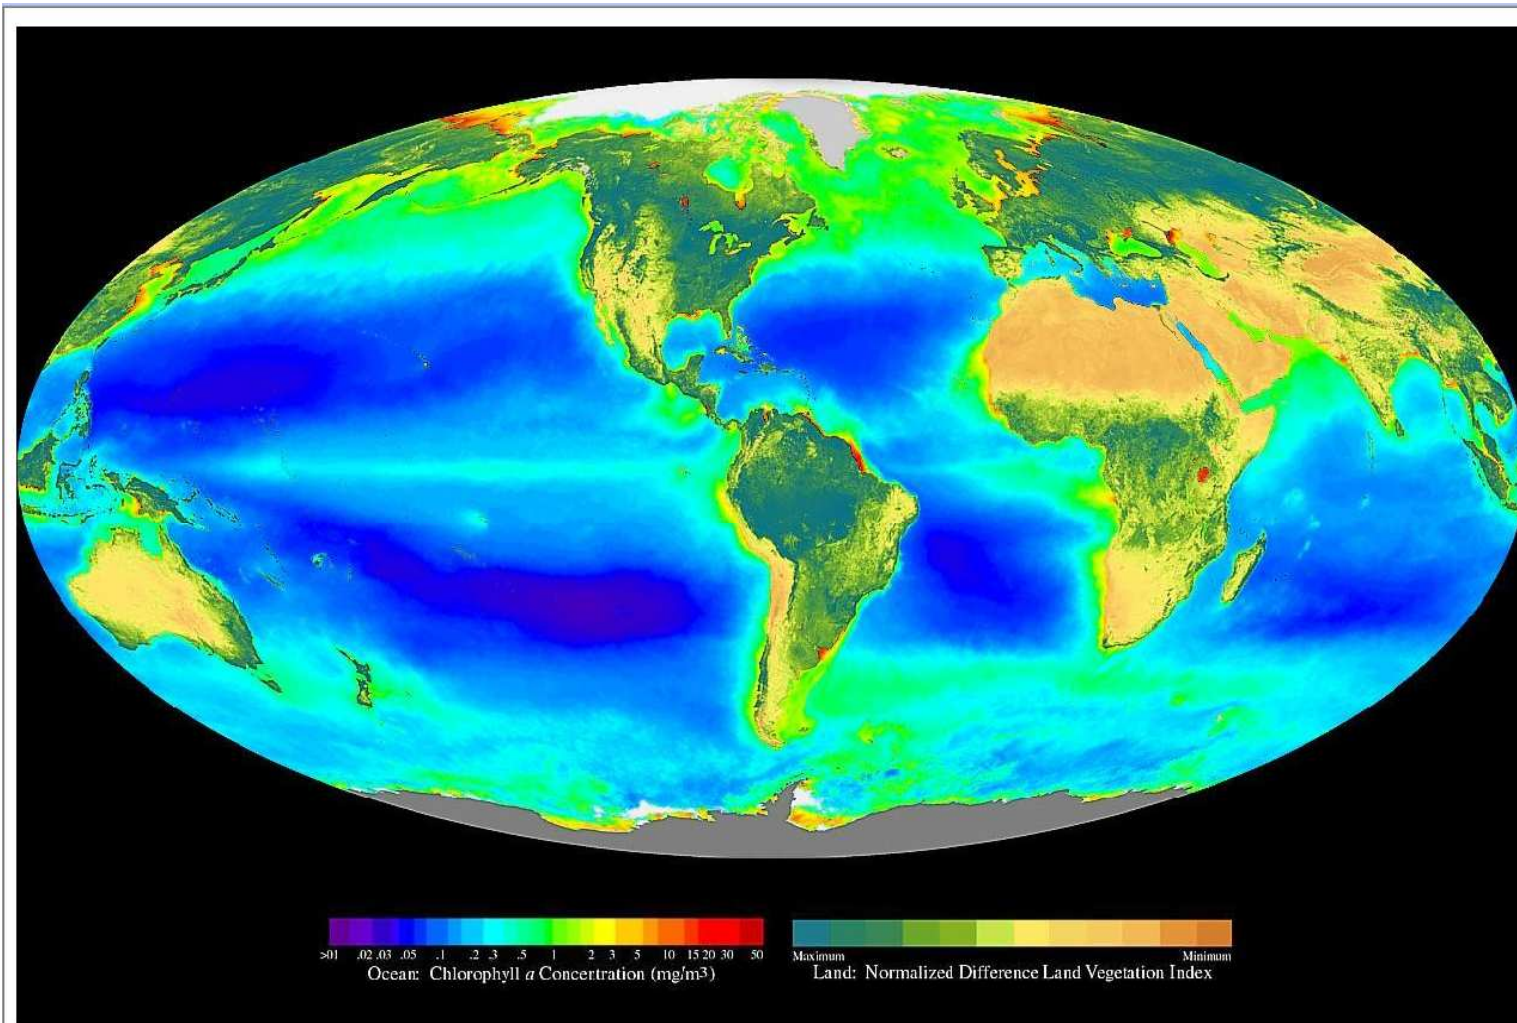 >01 .02 .03 .05 .1 .2 .3 .5 1 2 3 5 10 15 20 30 50
Ocean: Chlorophyll a Concentration (mg/m3)
Maximum Minimum
Land: Normalized Difference Land Vegetation Index